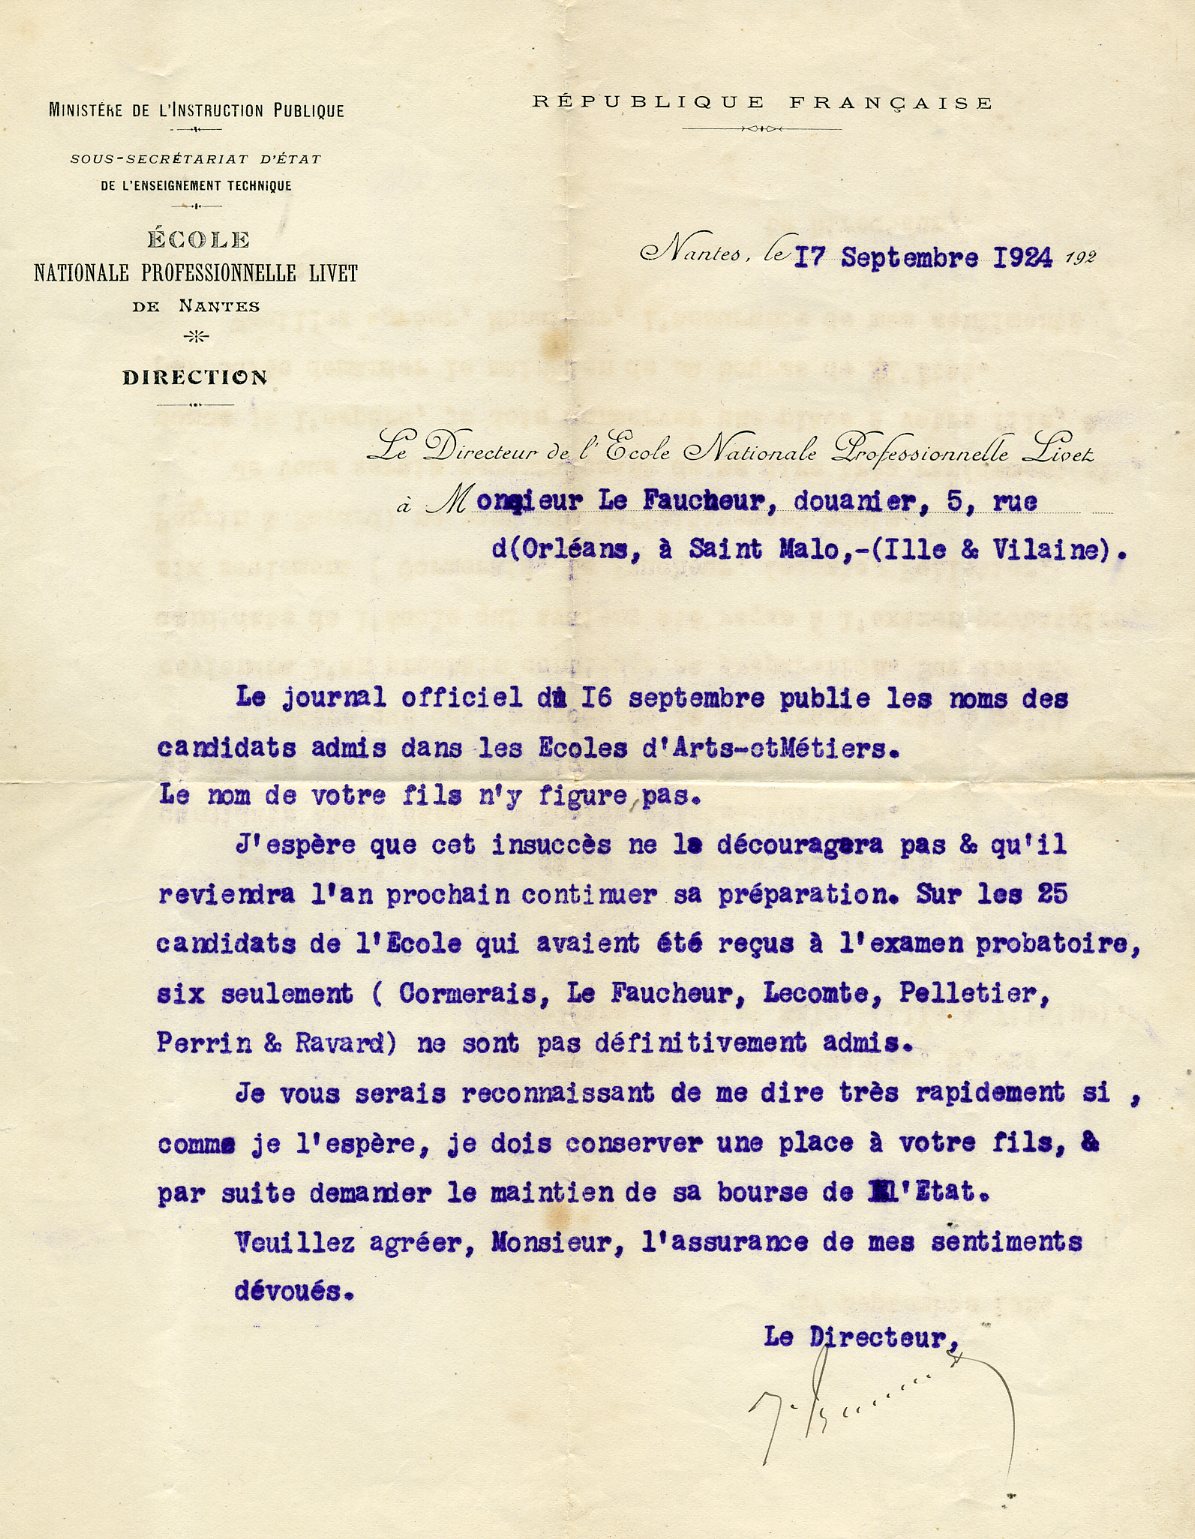 MINISTÈRE DE L'INSTRUCTION PUBLIQUE
SOUS-SECRÉTARIAT D'ÉTAT
DE L'ENSEIGNEMENT TECHNIQUE
ÉCOLE
NATIONALE PROFESSIONNELLE LIVET
DE NANTES
DIRECTION
RÉPUBLIQUE FRANÇAISE
Nantes, le 17 Septembre 1924 192
Le Directeur de l'Ecole Nationale Professionnelle Livet
à Monsieur Le Faucheur, douanier, 5, rue
d(Orléans, à Saint Malo,-(Ille & Vilaine).
Le journal officiel du 16 septembre publie les noms des
candidats admis dans les Ecoles d'Arts-etMétiers.
Le nom de votre fils n'y figure pas.
J'espère que cet insuccès ne le découragera pas & qu'il
reviendra l'an prochain continuer sa préparation. Sur les 25
candidats de l'Ecole qui avaient été reçus à l'examen probatoire,
six seulement ( Cormerais, Le Faucheur, Lecomte, Pelletier,
Perrin & Ravard) ne sont pas définitivement admis.
Je vous serais reconnaissant de me dire très rapidement si ,
comme je l'espère, je dois conserver une place à votre fils, &
par suite demander le maintien de sa bourse de l'Etat.
Veuillez agréer, Monsieur, l'assurance de mes sentiments
dévoués.
Le Directeur,